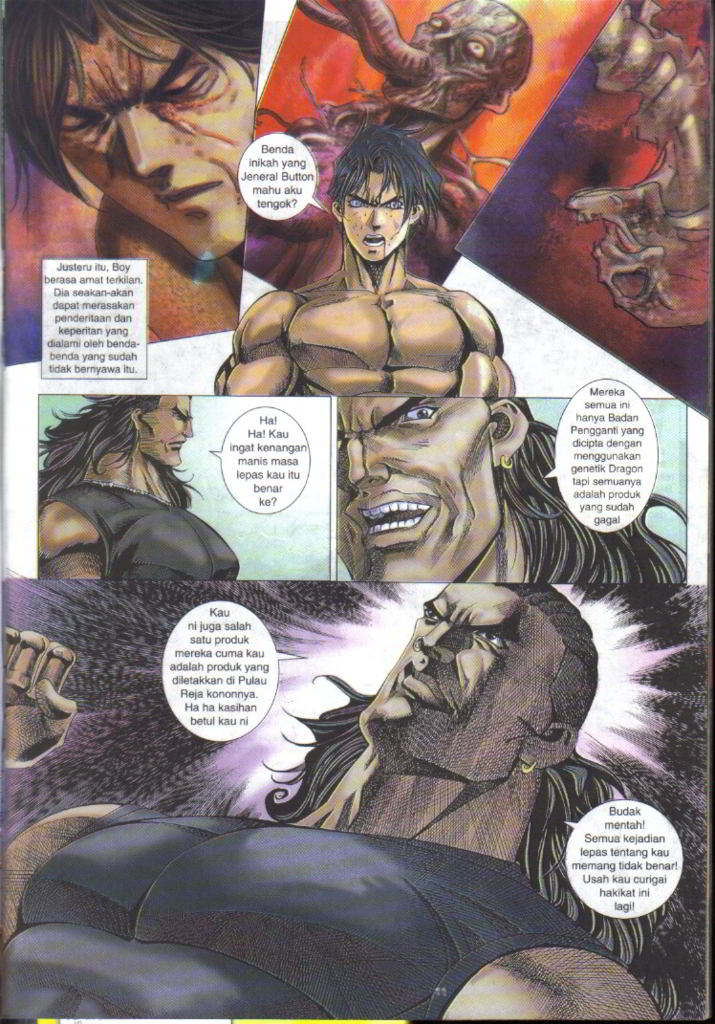 Benda
inikah yang
Jeneral Button
mahu aku
tengok?
Justeru itu, Boy
berasa amat terkilan.
Dia seakan-akan
dapat merasakan
penderitaan dan
keperitan yang
dialami oleh benda-
benda yang sudah
tidak bernyawa itu.
Ha!
Ha! Kau
ingat kenangan
manis masa
lepas kau itu
benar
ke?
Mereka
semua ini
hanya Badan
Pengganti yang
dicipta dengan
menggunakan
genetik Dragon
tapi semuanya
adalah produk
yang sudah
gagal
Kau
ni juga salah
satu produk
mereka cuma kau
adalah produk yang
diletakkan di Pulau
Reja kononnya.
Ha ha kasihan
betul kau ni
Budak
mentah!
Semua kejadian
lepas tentang kau
memang tidak benar!
Usah kau curigai
hakikat ini
lagi!